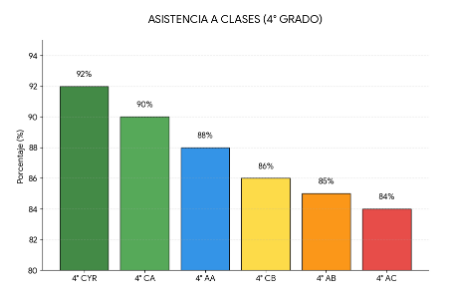 ASISTENCIA A CLASES (4° GRADO)
Porcentaje (%)
94
92
90
88
86
84
82
80
92%
90%
88%
86%
85%
84%
4° CYR
4° CA
4° AA
4° CB
4° AB
4° AC